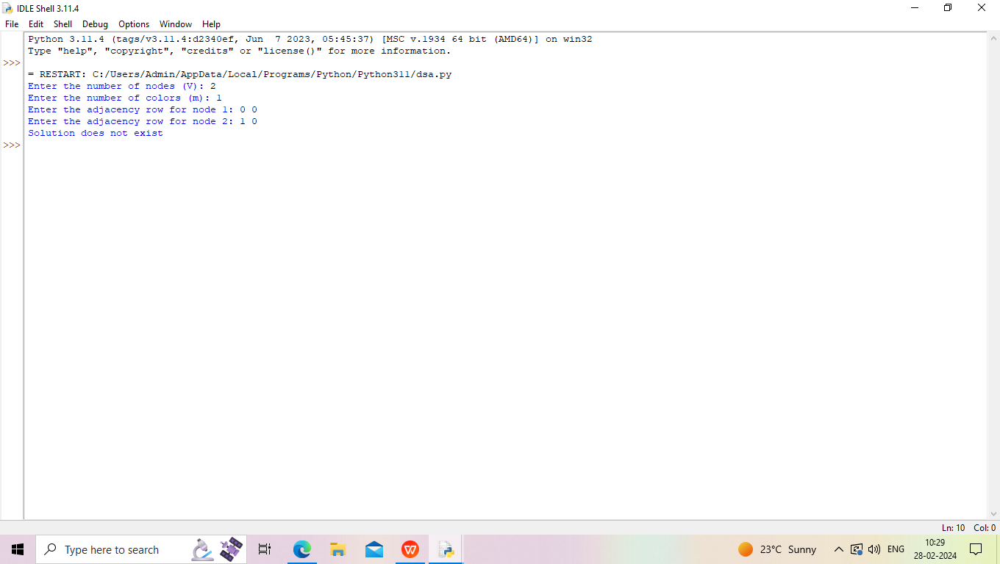 IDLE Shell 3.11.4
File Edit Shell Debug Options Window Help
Python 3.11.4 (tags/v3.11.4:d2340ef, Jun  7 2023, 05:45:37) [MSC v.1934 64 bit (AMD64)] on win32
Type "help", "copyright", "credits" or "license()" for more information.
>>>
= RESTART: C:/Users/Admin/AppData/Local/Programs/Python/Python311/dsa.py
Enter the number of nodes (V): 2
Enter the number of colors (m): 1
Enter the adjacency row for node 1: 0 0
Enter the adjacency row for node 2: 1 0
Solution does not exist
>>>
Ln: 10 Col: 0
Type here to search
23°C Sunny
ENG
10:29
28-02-2024